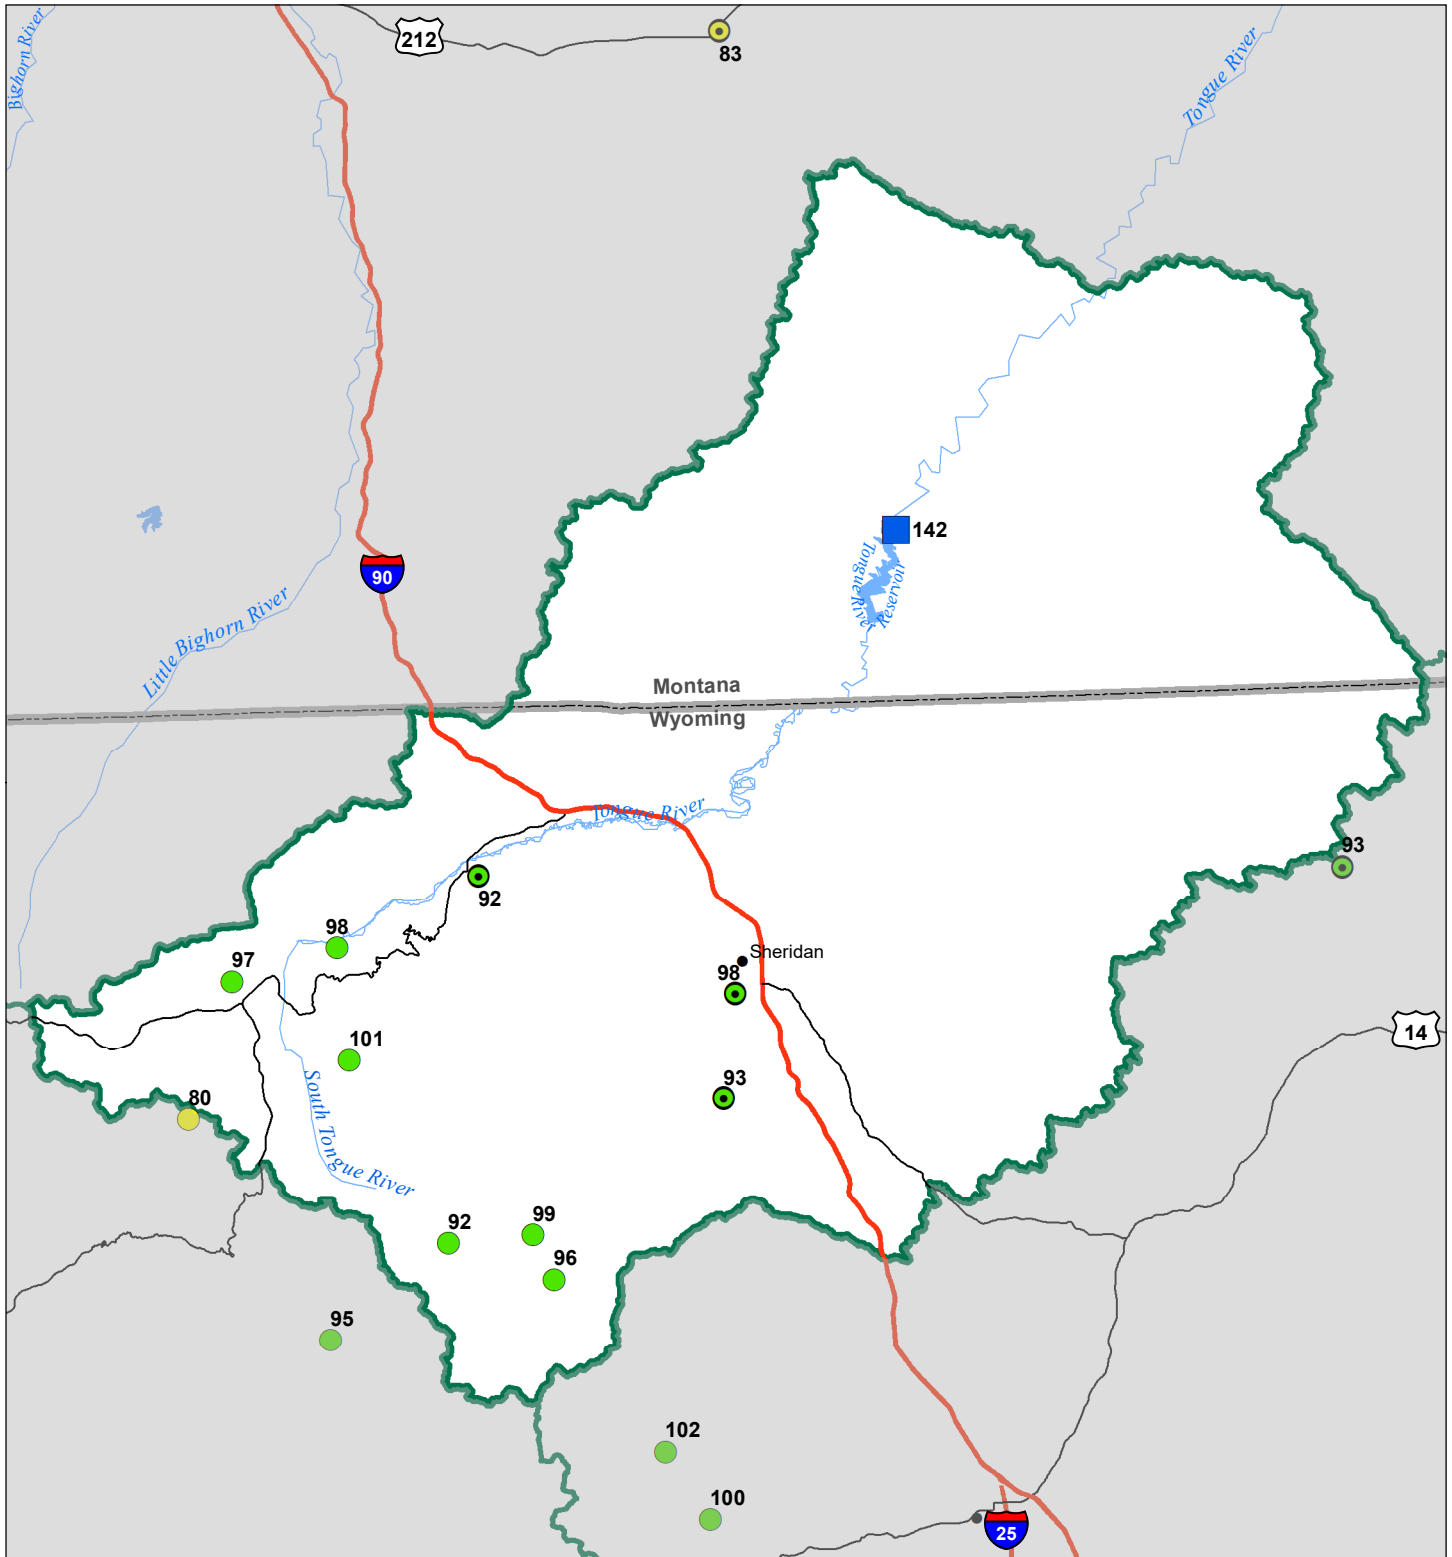 Bighorn River
212
83
Tongue River
142
Tongue River
Reservoir
90
Little Bighorn River
Montana
Wyoming
Tongue River
93
92
98
97
Sheridan
98
14
101
93
80
South Tongue River
92
99
96
95
102
100
25